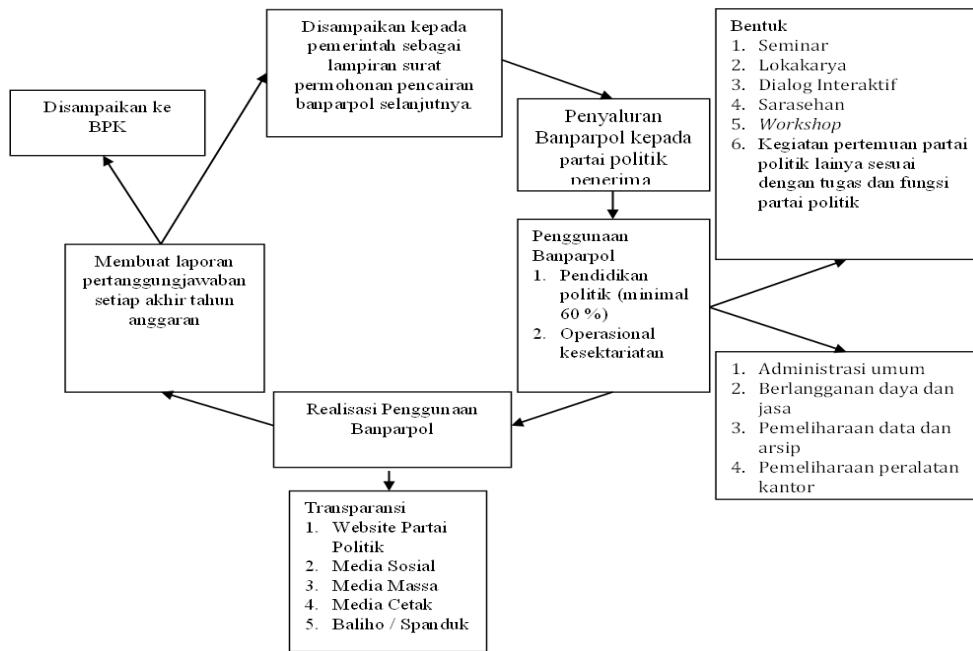 Disampaikan kepada
pemerintah sebagai
lampiran surat
permohonan pencairan
banparpol selanjutnya.
Disampaikan ke
BPK
Penyaluran
Banparpol kepada
partai politik
penerima
Bentuk
1. Seminar
2. Lokakarya
3. Dialog Interaktif
4. Sarasehan
5. Workshop
6. Kegiatan pertemuan partai
politik lainya sesuai
dengan tugas dan fungsi
partai politik
Membuat laporan
pertanggungjawaban
setiap akhir tahun
anggaran
Penggunaan
Banparpol
1. Pendidikan
politik (minimal
60 %)
2. Operasional
kesektariatan
1. Administrasi umum
2. Berlangganan daya dan
jasa
3. Pemeliharaan data dan
arsip
4. Pemeliharaan peralatan
kantor
Realisasi Penggunaan
Banparpol
Transparansi
1. Website Partai
Politik
2. Media Sosial
3. Media Massa
4. Media Cetak
5. Baliho / Spanduk